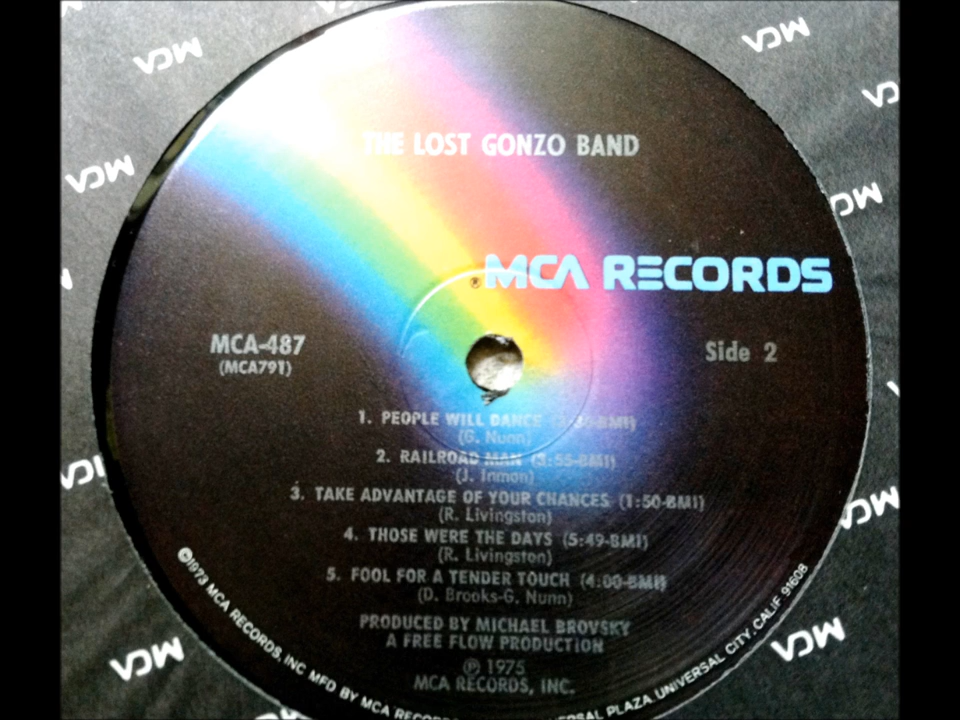 THE LOST GONZO BAND
MCA RECORDS
MCA-487
(MCA791)
Side 2
1. PEOPLE WILL DANCE
(G. Nunn)
2. RAILROAD MAN (3:55-BMI)
(J. Inmon)
3. TAKE ADVANTAGE OF YOUR CHANCES (1:50-BMI)
(R. Livingston)
4. THOSE WERE THE DAYS (5:49-BMI)
(R. Livingston)
5. FOOL FOR A TENDER TOUCH (4:00-BMI)
(D. Brooks-G. Nunn)
PRODUCED BY MICHAEL BROVSKY
A FREE FLOW PRODUCTION
℗ 1975
MCA RECORDS, INC.
©1973 MCA RECORDS, INC MFD BY MCA PLAZA, UNIVERSAL CITY, CALIF. 91608
MCA
MCA
MCA
MCA
MCA
MCA
MCA
MCA